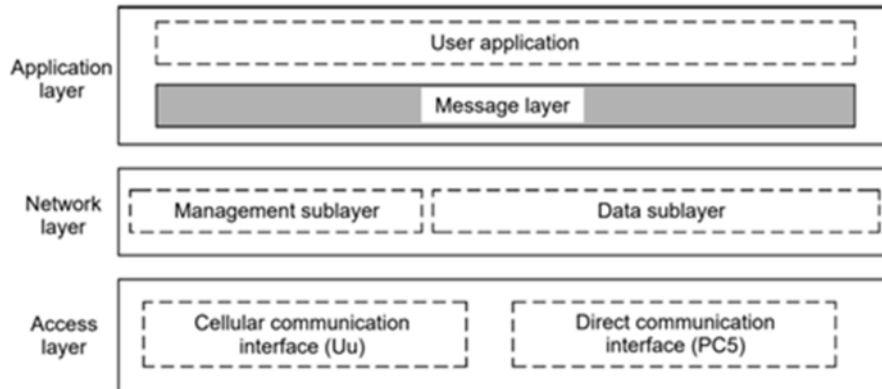 Application
layer
User application
Message layer
Network
layer
Management sublayer
Data sublayer
Access
layer
Cellular communication
interface (Uu)
Direct communication
interface (PC5)